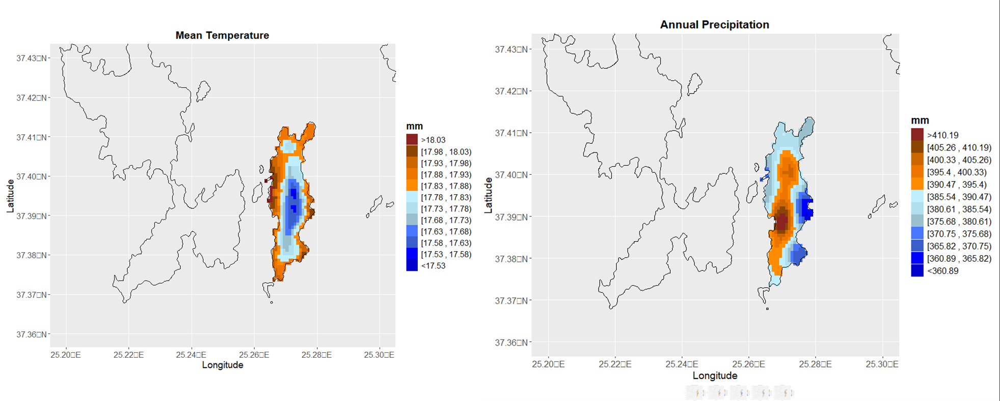 Mean Temperature
Latitude
37.43□N
37.42□N
37.41□N
37.40□N
37.39□N
37.38□N
37.37□N
37.36□N
25.20□E 25.22□E 25.24□E 25.26□E 25.28□E 25.30□E
Longitude
mm
>18.03
[17.98 , 18.03)
[17.93 , 17.98)
[17.88 , 17.93)
[17.83 , 17.88)
[17.78 , 17.83)
[17.73 , 17.78)
[17.68 , 17.73)
[17.63 , 17.68)
[17.58 , 17.63)
[17.53 , 17.58)
<17.53
Annual Precipitation
Latitude
37.43□N
37.42□N
37.41□N
37.40□N
37.39□N
37.38□N
37.37□N
37.36□N
25.20□E 25.22□E 25.24□E 25.26□E 25.28□E 25.30□E
Longitude
mm
>410.19
[405.26 , 410.19)
[400.33 , 405.26)
[395.4 , 400.33)
[390.47 , 395.4)
[385.54 , 390.47)
[380.61 , 385.54)
[375.68 , 380.61)
[370.75 , 375.68)
[365.82 , 370.75)
[360.89 , 365.82)
<360.89